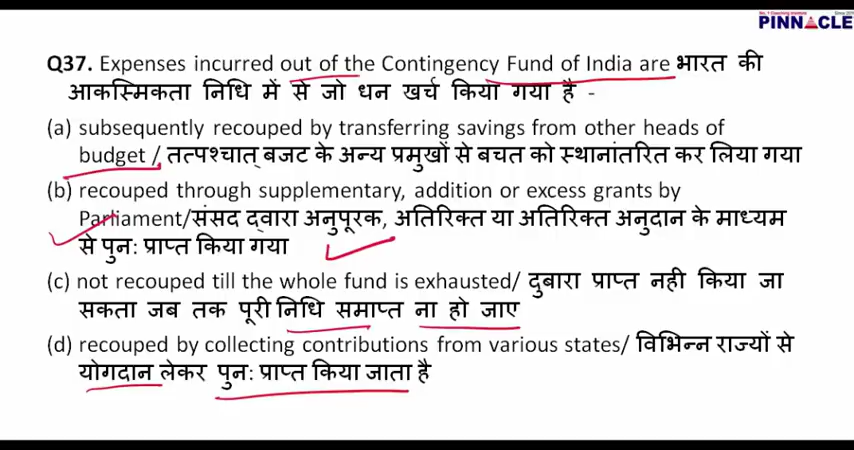 PINNACLE
Q37. Expenses incurred out of the Contingency Fund of India are भारत की
आकस्मिकता निधि में से जो धन खर्च किया गया है -
(a) subsequently recouped by transferring savings from other heads of
budget / तत्पश्चात् बजट के अन्य प्रमुखों से बचत को स्थानांतरित कर लिया गया
(b) recouped through supplementary, addition or excess grants by
Parliament/संसद द्वारा अनुपूरक, अतिरिक्त या अतिरिक्त अनुदान के माध्यम
से पुन: प्राप्त किया गया
(c) not recouped till the whole fund is exhausted/ दुबारा प्राप्त नही किया जा
सकता जब तक पूरी निधि समाप्त ना हो जाए
(d) recouped by collecting contributions from various states/ विभिन्न राज्यों से
योगदान लेकर पुन: प्राप्त किया जाता है